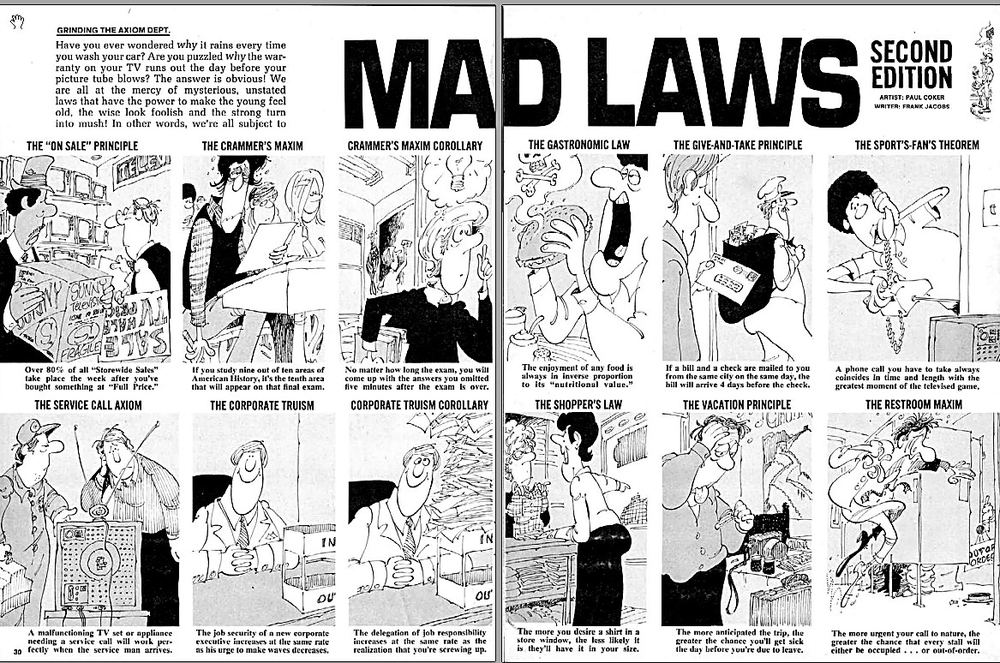 GRINDING THE AXIOM DEPT.
Have you ever wondered why it rains every time
you wash your car? Are you puzzled why the war-
ranty on your TV runs out the day before your
picture tube blows? The answer is obvious! We
are all at the mercy of mysterious, unstated
laws that have the power to make the young feel
old, the wise look foolish and the strong turn
into mush! In other words, we're all subject to
MAD LAWS
SECOND
EDITION
ARTIST: PAUL COKER
WRITER: FRANK JACOBS
THE "ON SALE" PRINCIPLE
SUNNY
TELEVISION
FRAGILE
SALE
Over 80% of all "Storewide Sales"
take place the week after you've
bought something at "Full Price."
THE CRAMMER'S MAXIM
If you study nine out of ten areas of
American History, it's the tenth area
that will appear on that final exam.
CRAMMER'S MAXIM COROLLARY
No matter how long the exam, you will
come up with the answers you omitted
five minutes after the exam is over.
THE GASTRONOMIC LAW
The enjoyment of any food is
always in inverse proportion
to its "nutritional value."
THE GIVE-AND-TAKE PRINCIPLE
If a bill and a check are mailed to you
from the same city on the same day, the
bill will arrive 4 days before the check.
THE SPORT'S-FAN'S THEOREM
A phone call you have to take always
coincides in time and length with the
greatest moment of the televised game.
THE SERVICE CALL AXIOM
A malfunctioning TV set or appliance
needing a service call will work per-
fectly when the service man arrives.
THE CORPORATE TRUISM
IN
OUT
The job security of a new corporate
executive increases at the same rate
as his urge to make waves decreases.
CORPORATE TRUISM COROLLARY
IN
OUT
The delegation of job responsibility
increases at the same rate as the
realization that you're screwing up.
THE SHOPPER'S LAW
The more you desire a shirt in a
store window, the less likely it
is they'll have it in your size.
THE VACATION PRINCIPLE
The more anticipated the trip, the
greater the chance you'll get sick
the day before you're due to leave.
THE RESTROOM MAXIM
OUT OF
ORDER
The more urgent your call to nature, the
greater the chance that every stall will
either be occupied . . . or out-of-order.
30